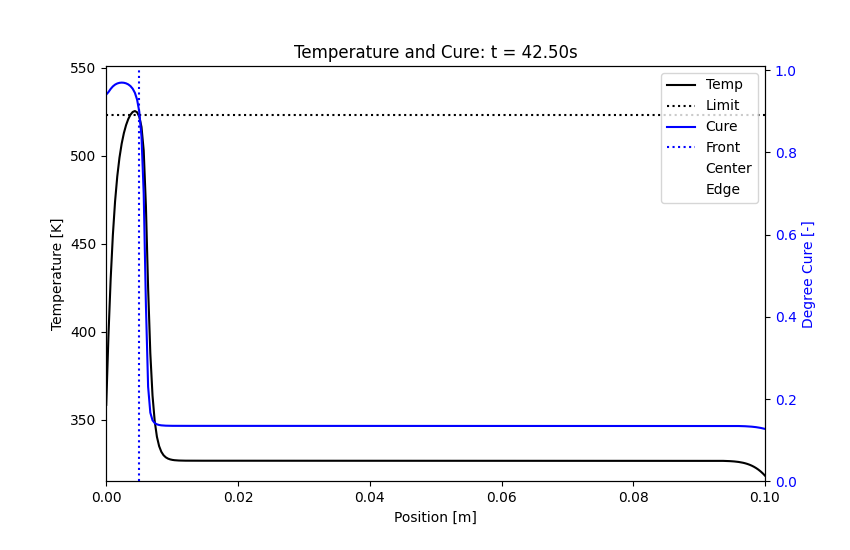 Temperature and Cure: t = 42.50s
550
500
450
400
350
Temperature [K]
1.0
0.8
0.6
0.4
0.2
0.0
Degree Cure [-]
Temp
Limit
Cure
Front
Center
Edge
0.00
0.02
0.04
0.06
0.08
0.10
Position [m]